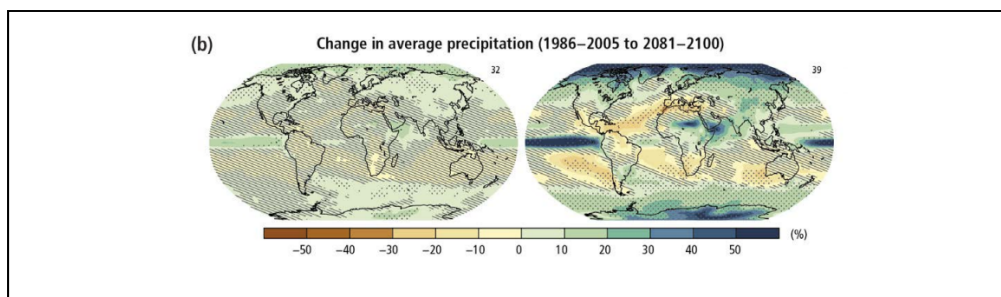 (b) Change in average precipitation (1986–2005 to 2081–2100)
32 39
−50 −40 −30 −20 −10 0 10 20 30 40 50 (%)